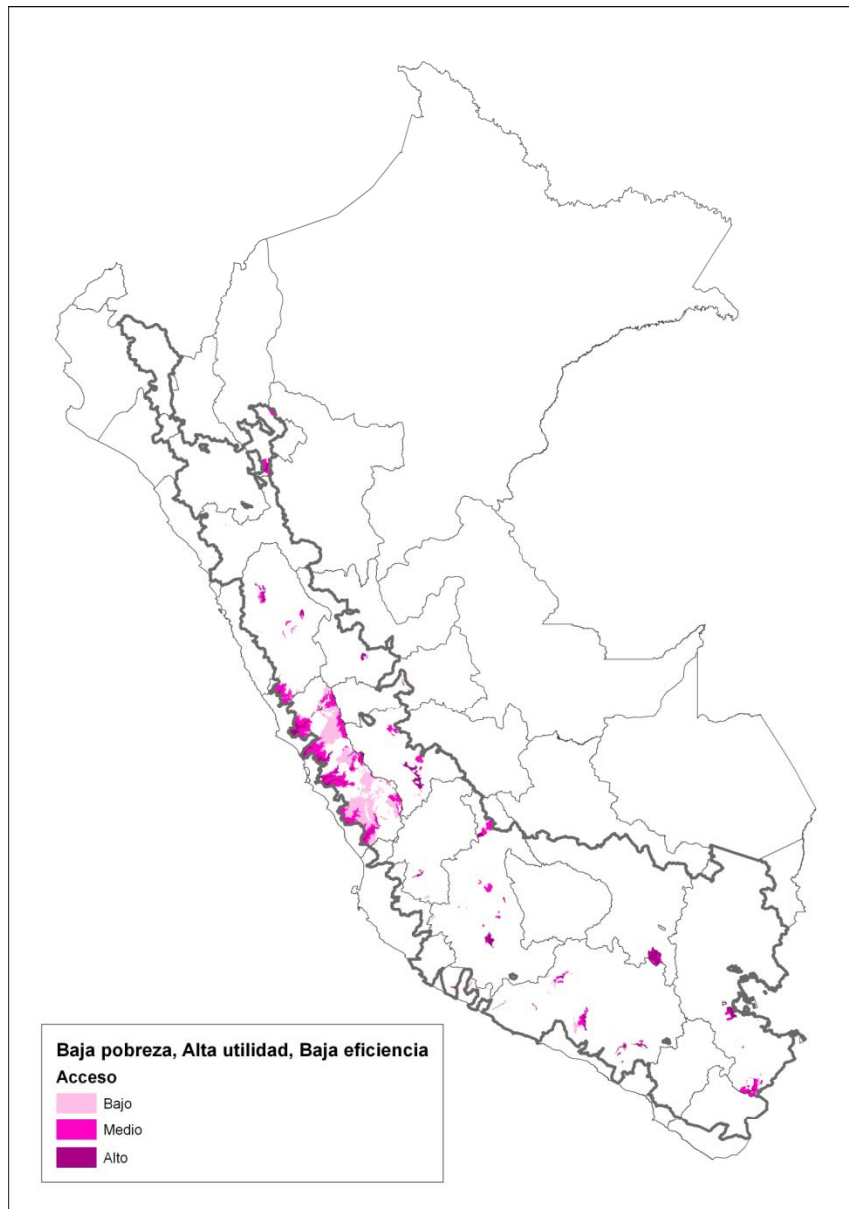 Baja pobreza, Alta utilidad, Baja eficiencia
Acceso
Bajo
Medio
Alto